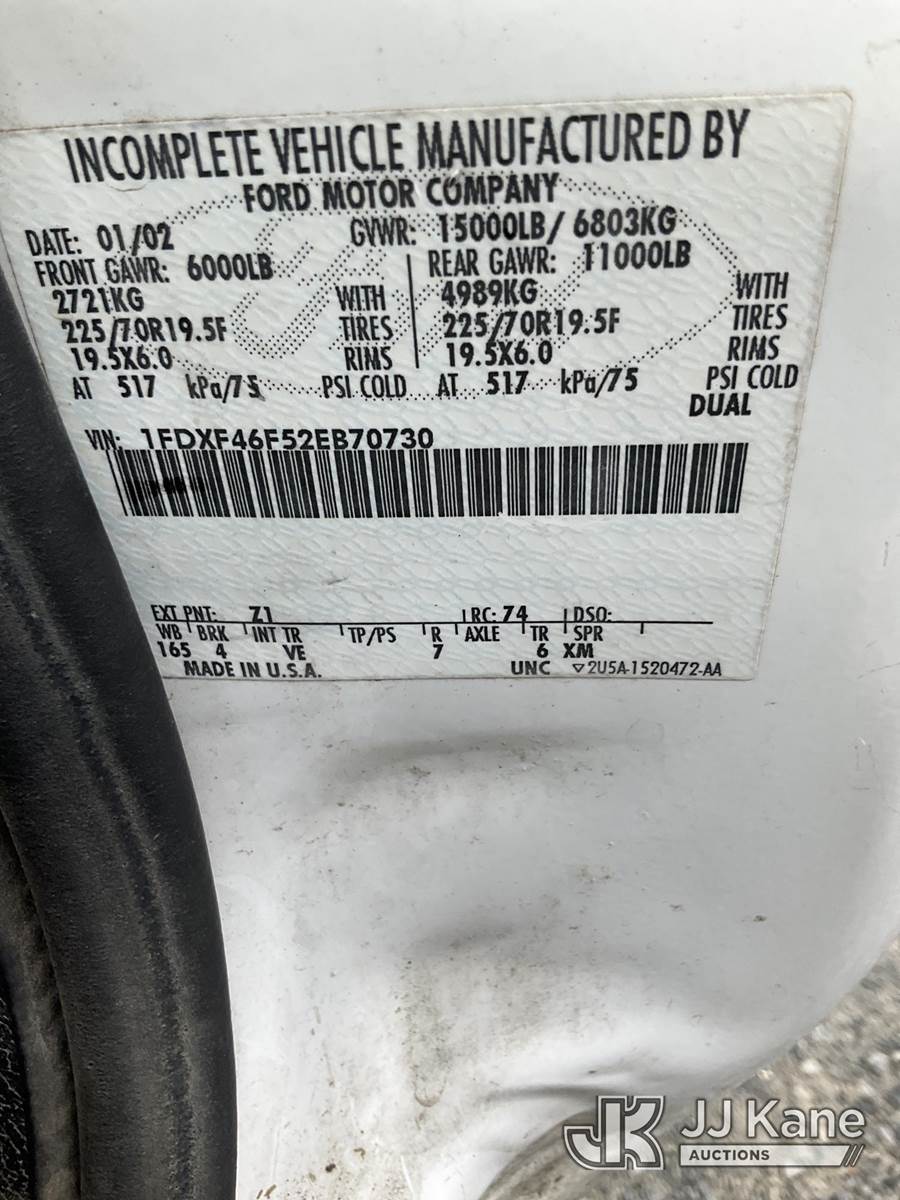 INCOMPLETE VEHICLE MANUFACTURED BY
FORD MOTOR COMPANY
DATE: 01/02 GVWR: 15000LB/ 6803KG
FRONT GAWR: 6000LB REAR GAWR: 11000LB
2721KG WITH 4989KG WITH
225/70R19.5F TIRES 225/70R19.5F TIRES
19.5X6.0 RIMS 19.5X6.0 RIMS
AT 517 kPa/75 PSI COLD AT 517 kPa/75 PSI COLD
DUAL
VIN: 1FDXF46F52EB70730
EXT PNT: Z1 RC: 74 DSO:
WB BRK INT TR TP/PS R AXLE TR SPR
165 4 VE 7 6 XM
MADE IN U.S.A. UNC ▽2U5A-1520472-AA
JK JJ Kane
AUCTIONS